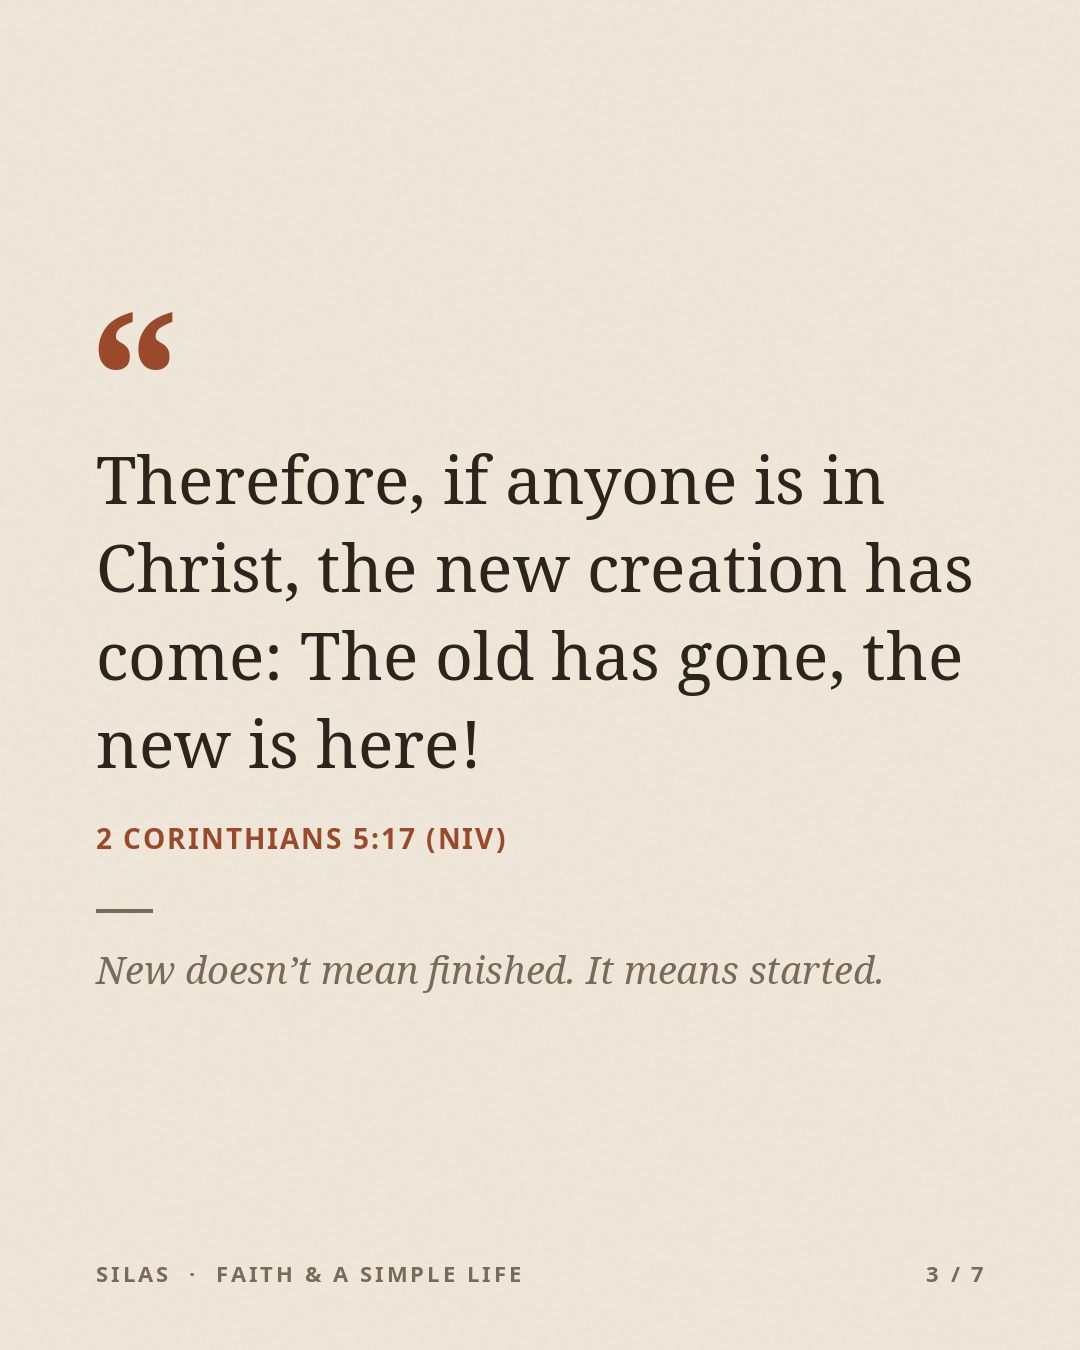 “
Therefore, if anyone is in
Christ, the new creation has
come: The old has gone, the
new is here!
2 CORINTHIANS 5:17 (NIV)
New doesn’t mean finished. It means started.
SILAS · FAITH & A SIMPLE LIFE
3 / 7